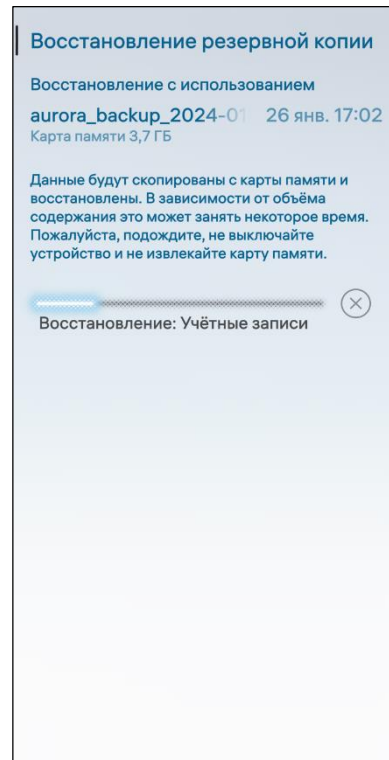 Восстановление резервной копии
Восстановление с использованием
aurora_backup_2024-01 26 янв. 17:02
Карта памяти 3,7 ГБ
Данные будут скопированы с карты памяти и
восстановлены. В зависимости от объёма
содержания это может занять некоторое время.
Пожалуйста, подождите, не выключайте
устройство и не извлекайте карту памяти.
Восстановление: Учётные записи